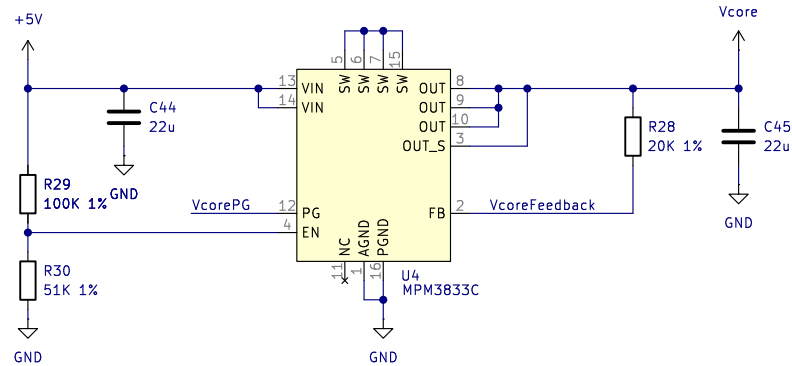 +5V
Vcore
5
6
7
15
SW
SW
SW
SW
13
VIN
OUT
8
14
VIN
OUT
9
OUT
10
OUT_S
3
C44
22u
GND
R28
20K 1%
C45
22u
GND
R29
100K 1%
VcorePG
12
PG
FB
2
VcoreFeedback
4
EN
NC
AGND
PGND
11
1
16
U4
MPM3833C
R30
51K 1%
GND
GND